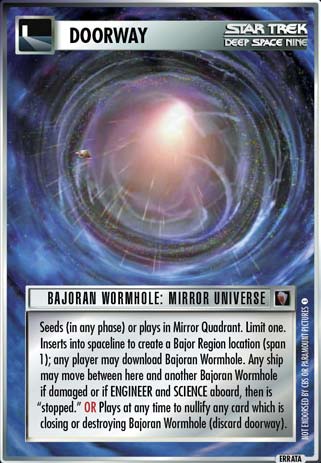 DOORWAY
STAR TREK
DEEP SPACE NINE
BAJORAN WORMHOLE: MIRROR UNIVERSE
Seeds (in any phase) or plays in Mirror Quadrant. Limit one.
Inserts into spaceline to create a Bajor Region location (span
1); any player may download Bajoran Wormhole. Any ship
may move between here and another Bajoran Wormhole
if damaged or if ENGINEER and SCIENCE aboard, then is
"stopped." OR Plays at any time to nullify any card which is
closing or destroying Bajoran Wormhole (discard doorway).
NOT ENDORSED BY CBS OR PARAMOUNT PICTURES
ERRATA